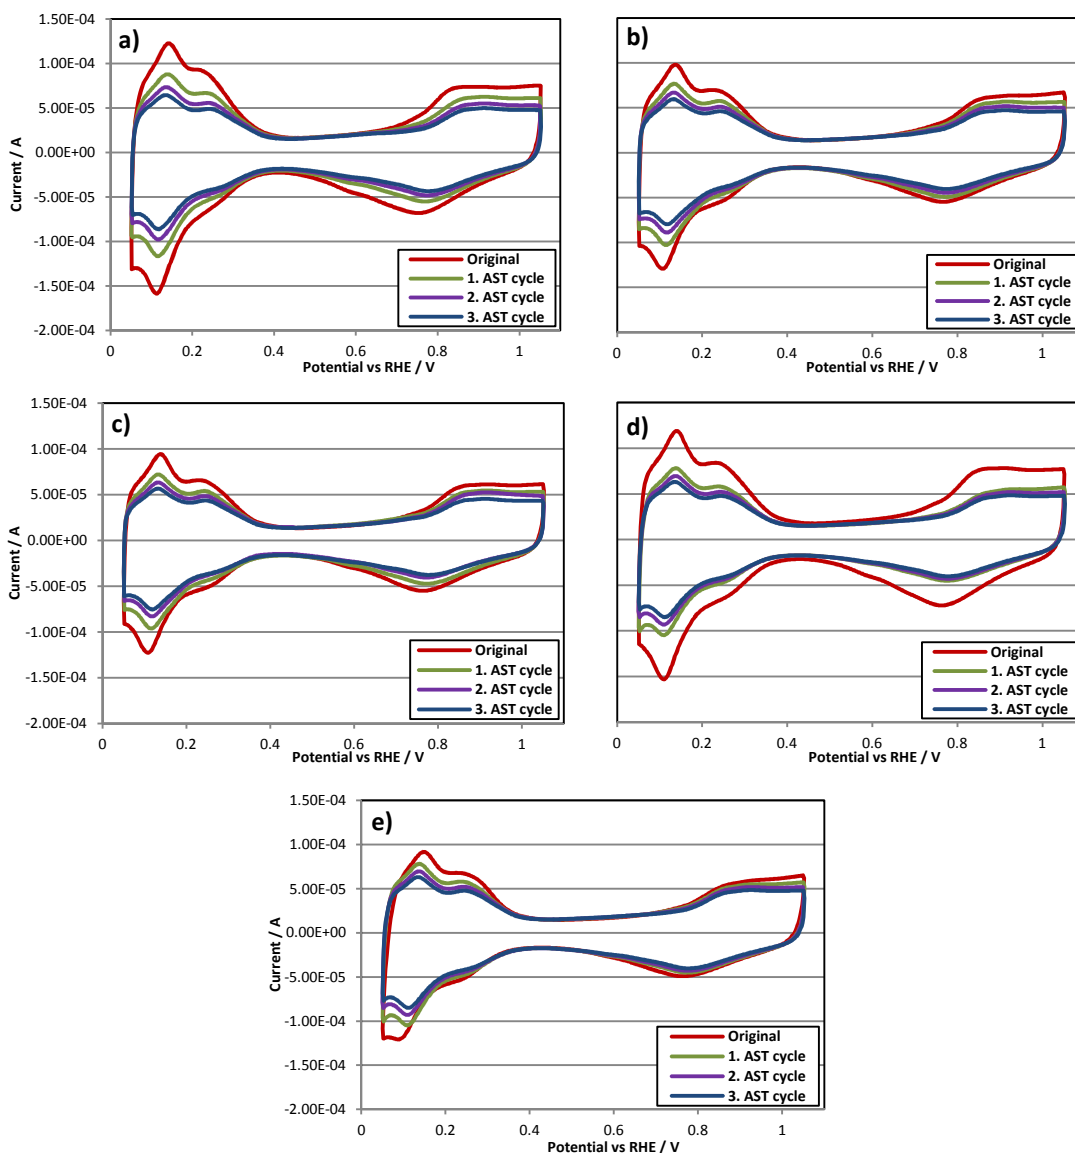 a)
1.50E-04
1.00E-04
5.00E-05
0.00E+00
-5.00E-05
-1.00E-04
-1.50E-04
-2.00E-04
Current / A
Original
1. AST cycle
2. AST cycle
3. AST cycle
0 0.2 0.4 0.6 0.8 1
Potential vs RHE / V
b)
Original
1. AST cycle
2. AST cycle
3. AST cycle
0 0.2 0.4 0.6 0.8 1
Potential vs RHE / V
c)
1.50E-04
1.00E-04
5.00E-05
0.00E+00
-5.00E-05
-1.00E-04
-1.50E-04
-2.00E-04
Current / A
Original
1. AST cycle
2. AST cycle
3. AST cycle
0 0.2 0.4 0.6 0.8 1
Potential vs RHE / V
d)
Original
1. AST cycle
2. AST cycle
3. AST cycle
0 0.2 0.4 0.6 0.8 1
Potential vs RHE / V
e)
1.50E-04
1.00E-04
5.00E-05
0.00E+00
-5.00E-05
-1.00E-04
-1.50E-04
-2.00E-04
Current / A
Original
1. AST cycle
2. AST cycle
3. AST cycle
0 0.2 0.4 0.6 0.8 1
Potential vs RHE / V